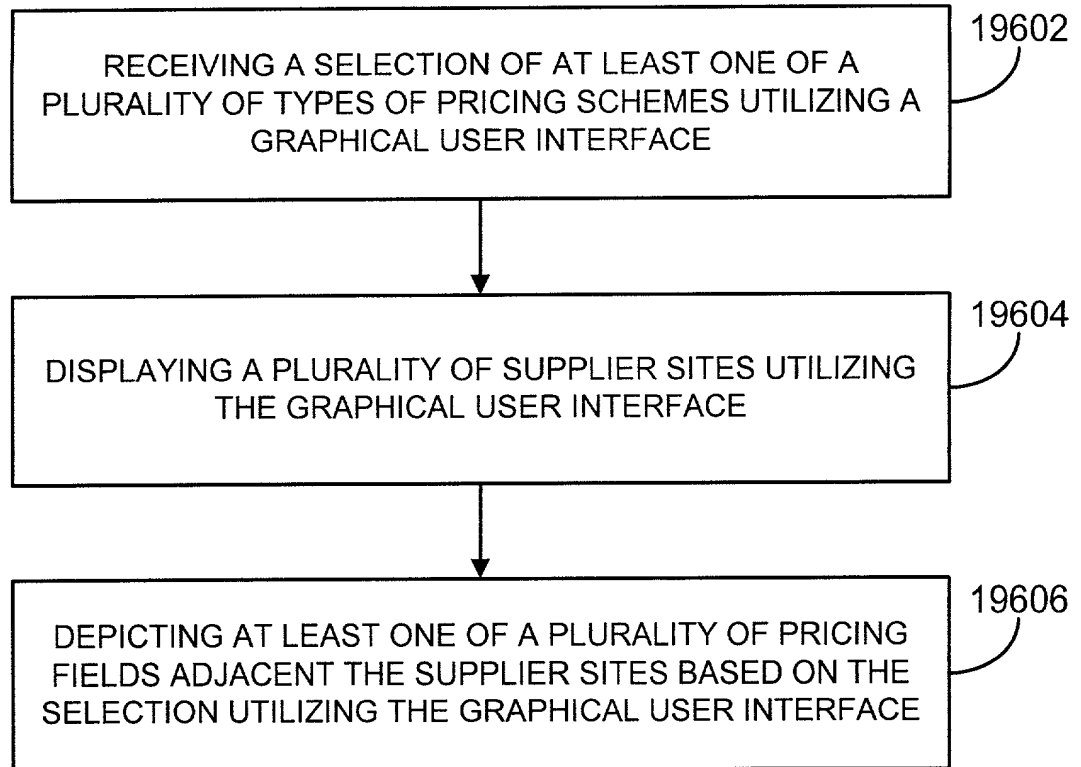 19602
RECEIVING A SELECTION OF AT LEAST ONE OF A
PLURALITY OF TYPES OF PRICING SCHEMES UTILIZING A
GRAPHICAL USER INTERFACE
19604
DISPLAYING A PLURALITY OF SUPPLIER SITES UTILIZING
THE GRAPHICAL USER INTERFACE
19606
DEPICTING AT LEAST ONE OF A PLURALITY OF PRICING
FIELDS ADJACENT THE SUPPLIER SITES BASED ON THE
SELECTION UTILIZING THE GRAPHICAL USER INTERFACE